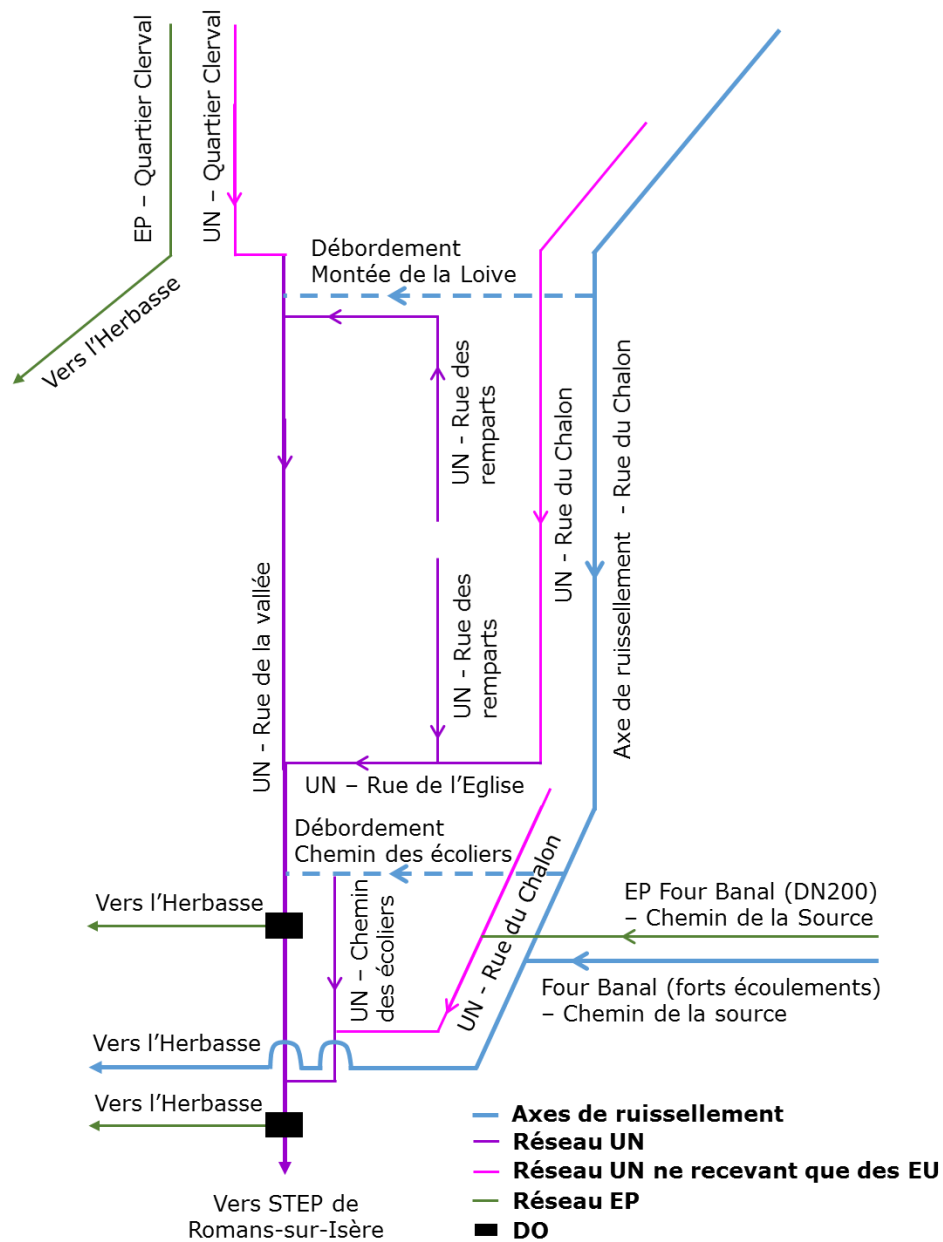 EP – Quartier Clerval
UN – Quartier Clerval
Débordement
Montée de la Loive
Vers l’Herbasse
UN - Rue des
remparts
UN - Rue du Chalon
Axe de ruissellement  - Rue du Chalon
UN - Rue de la vallée
UN - Rue des
remparts
UN – Rue de l’Eglise
Débordement
Chemin des écoliers
UN - Rue du Chalon
EP Four Banal (DN200)
– Chemin de la Source
Vers l’Herbasse
UN – Chemin
des écoliers
Four Banal (forts écoulements)
– Chemin de la source
Vers l’Herbasse
Vers l’Herbasse
Axes de ruissellement
Réseau UN
Réseau UN ne recevant que des EU
Réseau EP
DO
Vers STEP de
Romans-sur-Isère